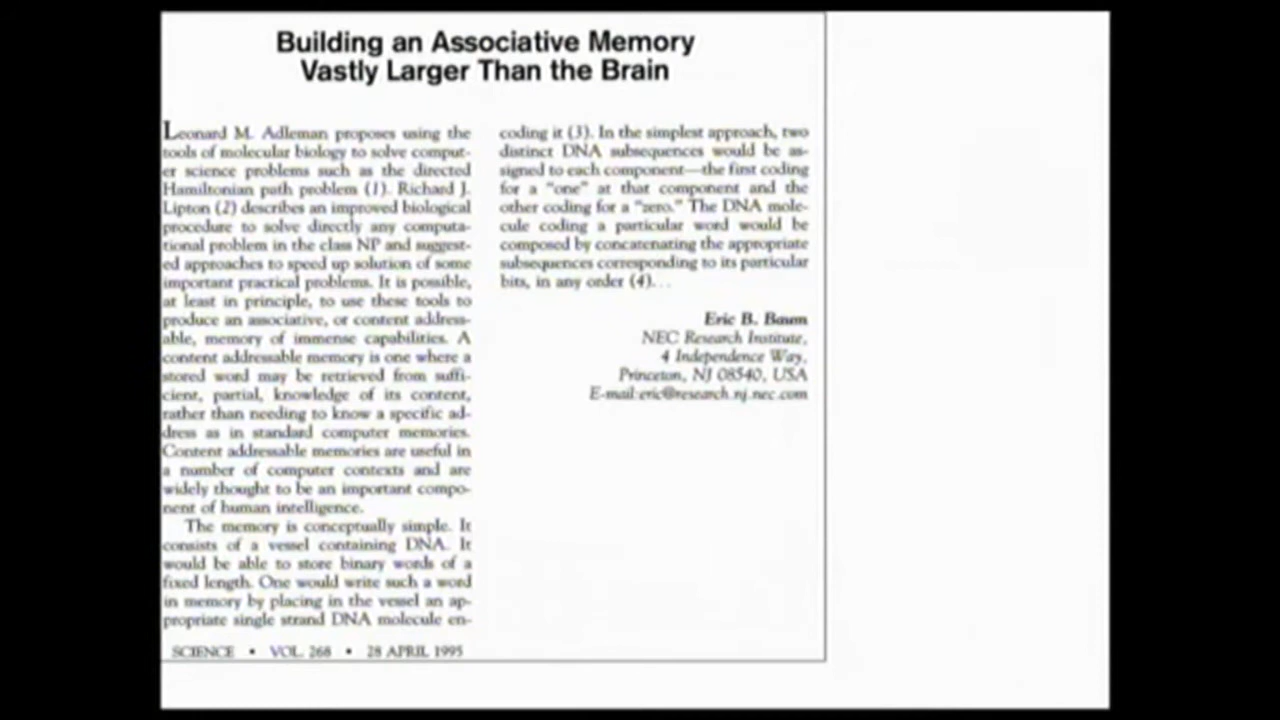 Building an Associative Memory
Vastly Larger Than the Brain
Leonard M. Adleman proposes using the
tools of molecular biology to solve comput-
er science problems such as the directed
Hamiltonian path problem (1). Richard J.
Lipton (2) describes an improved biological
procedure to solve directly any computa-
tional problem in the class NP and suggest-
ed approaches to speed up solution of some
important practical problems. It is possible,
at least in principle, to use these tools to
produce an associative, or content address-
able, memory of immense capabilities. A
content addressable memory is one where a
stored word may be retrieved from suffi-
cient, partial, knowledge of its content,
rather than needing to know a specific ad-
dress as in standard computer memories.
Content addressable memories are useful in
a number of computer contexts and are
widely thought to be an important compo-
nent of human intelligence.
The memory is conceptually simple. It
consists of a vessel containing DNA. It
would be able to store binary words of a
fixed length. One would write such a word
in memory by placing in the vessel an ap-
propriate single strand DNA molecule en-
coding it (3). In the simplest approach, two
distinct DNA subsequences would be as-
signed to each component—the first coding
for a "one" at that component and the
other coding for a "zero." The DNA mole-
cule coding a particular word would be
composed by concatenating the appropriate
subsequences corresponding to its particular
bits, in any order (4)...
Eric B. Baum
NEC Research Institute,
4 Independence Way,
Princeton, NJ 08540, USA
E-mail:eric@research.nj.nec.com
SCIENCE • VOL. 268 • 28 APRIL 1995